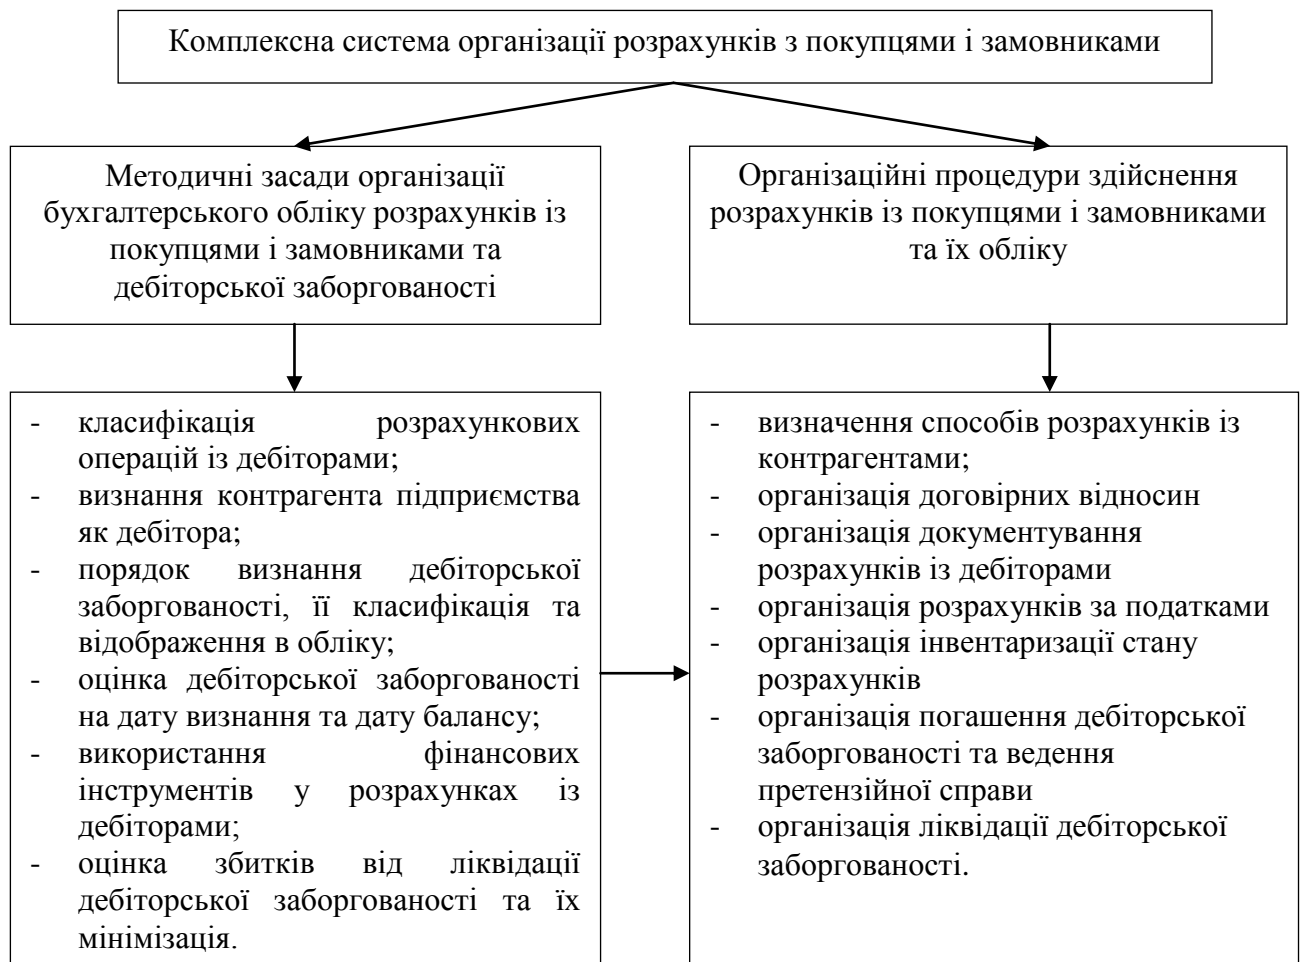 Комплексна система організації розрахунків з покупцями і замовниками
Методичні засади організації
бухгалтерського обліку розрахунків із
покупцями і замовниками та
дебіторської заборгованості
Організаційні процедури здійснення
розрахунків із покупцями і замовниками
та їх обліку
- класифікація розрахункових
операцій із дебіторами;
- визнання контрагента підприємства
як дебітора;
- порядок визнання дебіторської
заборгованості, її класифікація та
відображення в обліку;
- оцінка дебіторської заборгованості
на дату визнання та дату балансу;
- використання фінансових
інструментів у розрахунках із
дебіторами;
- оцінка збитків від ліквідації
дебіторської заборгованості та їх
мінімізація.
- визначення способів розрахунків із
контрагентами;
- організація договірних відносин
- організація документування
розрахунків із дебіторами
- організація розрахунків за податками
- організація інвентаризації стану
розрахунків
- організація погашення дебіторської
заборгованості та ведення
претензійної справи
- організація ліквідації дебіторської
заборгованості.